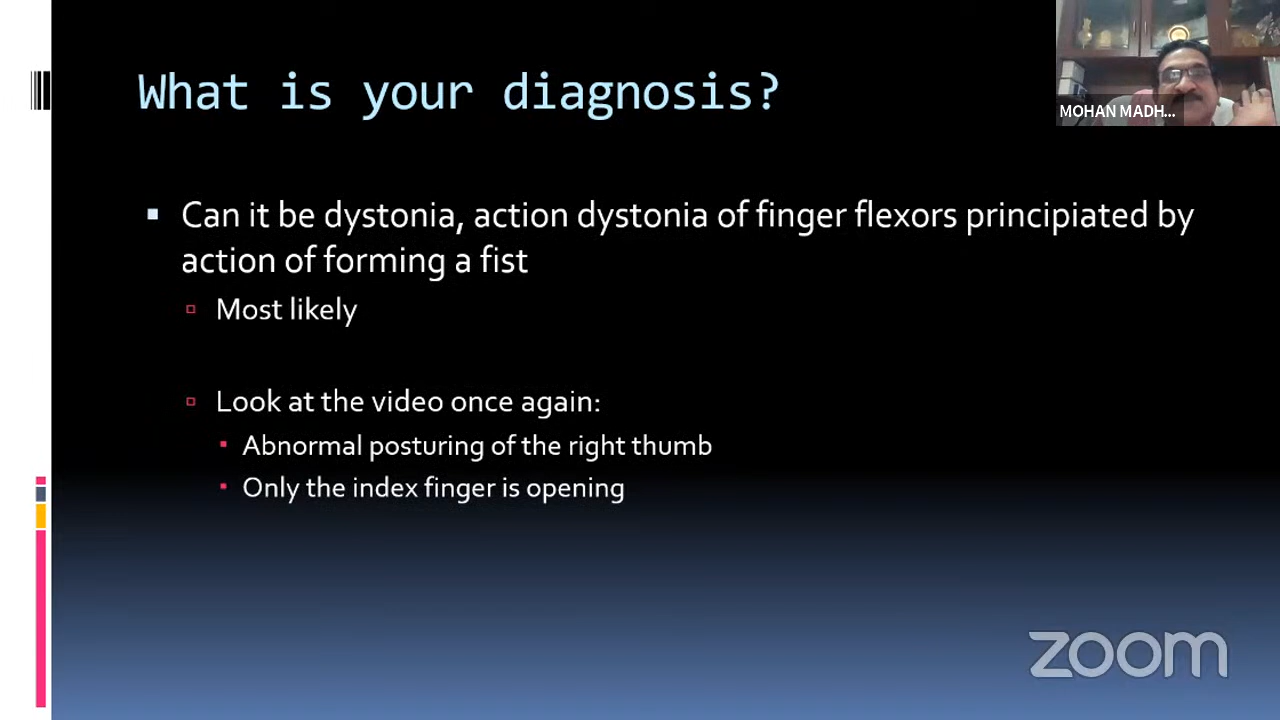 What is your diagnosis?
MOHAN MADH...
Can it be dystonia, action dystonia of finger flexors principiated by
action of forming a fist
Most likely
Look at the video once again:
Abnormal posturing of the right thumb
Only the index finger is opening
zoom